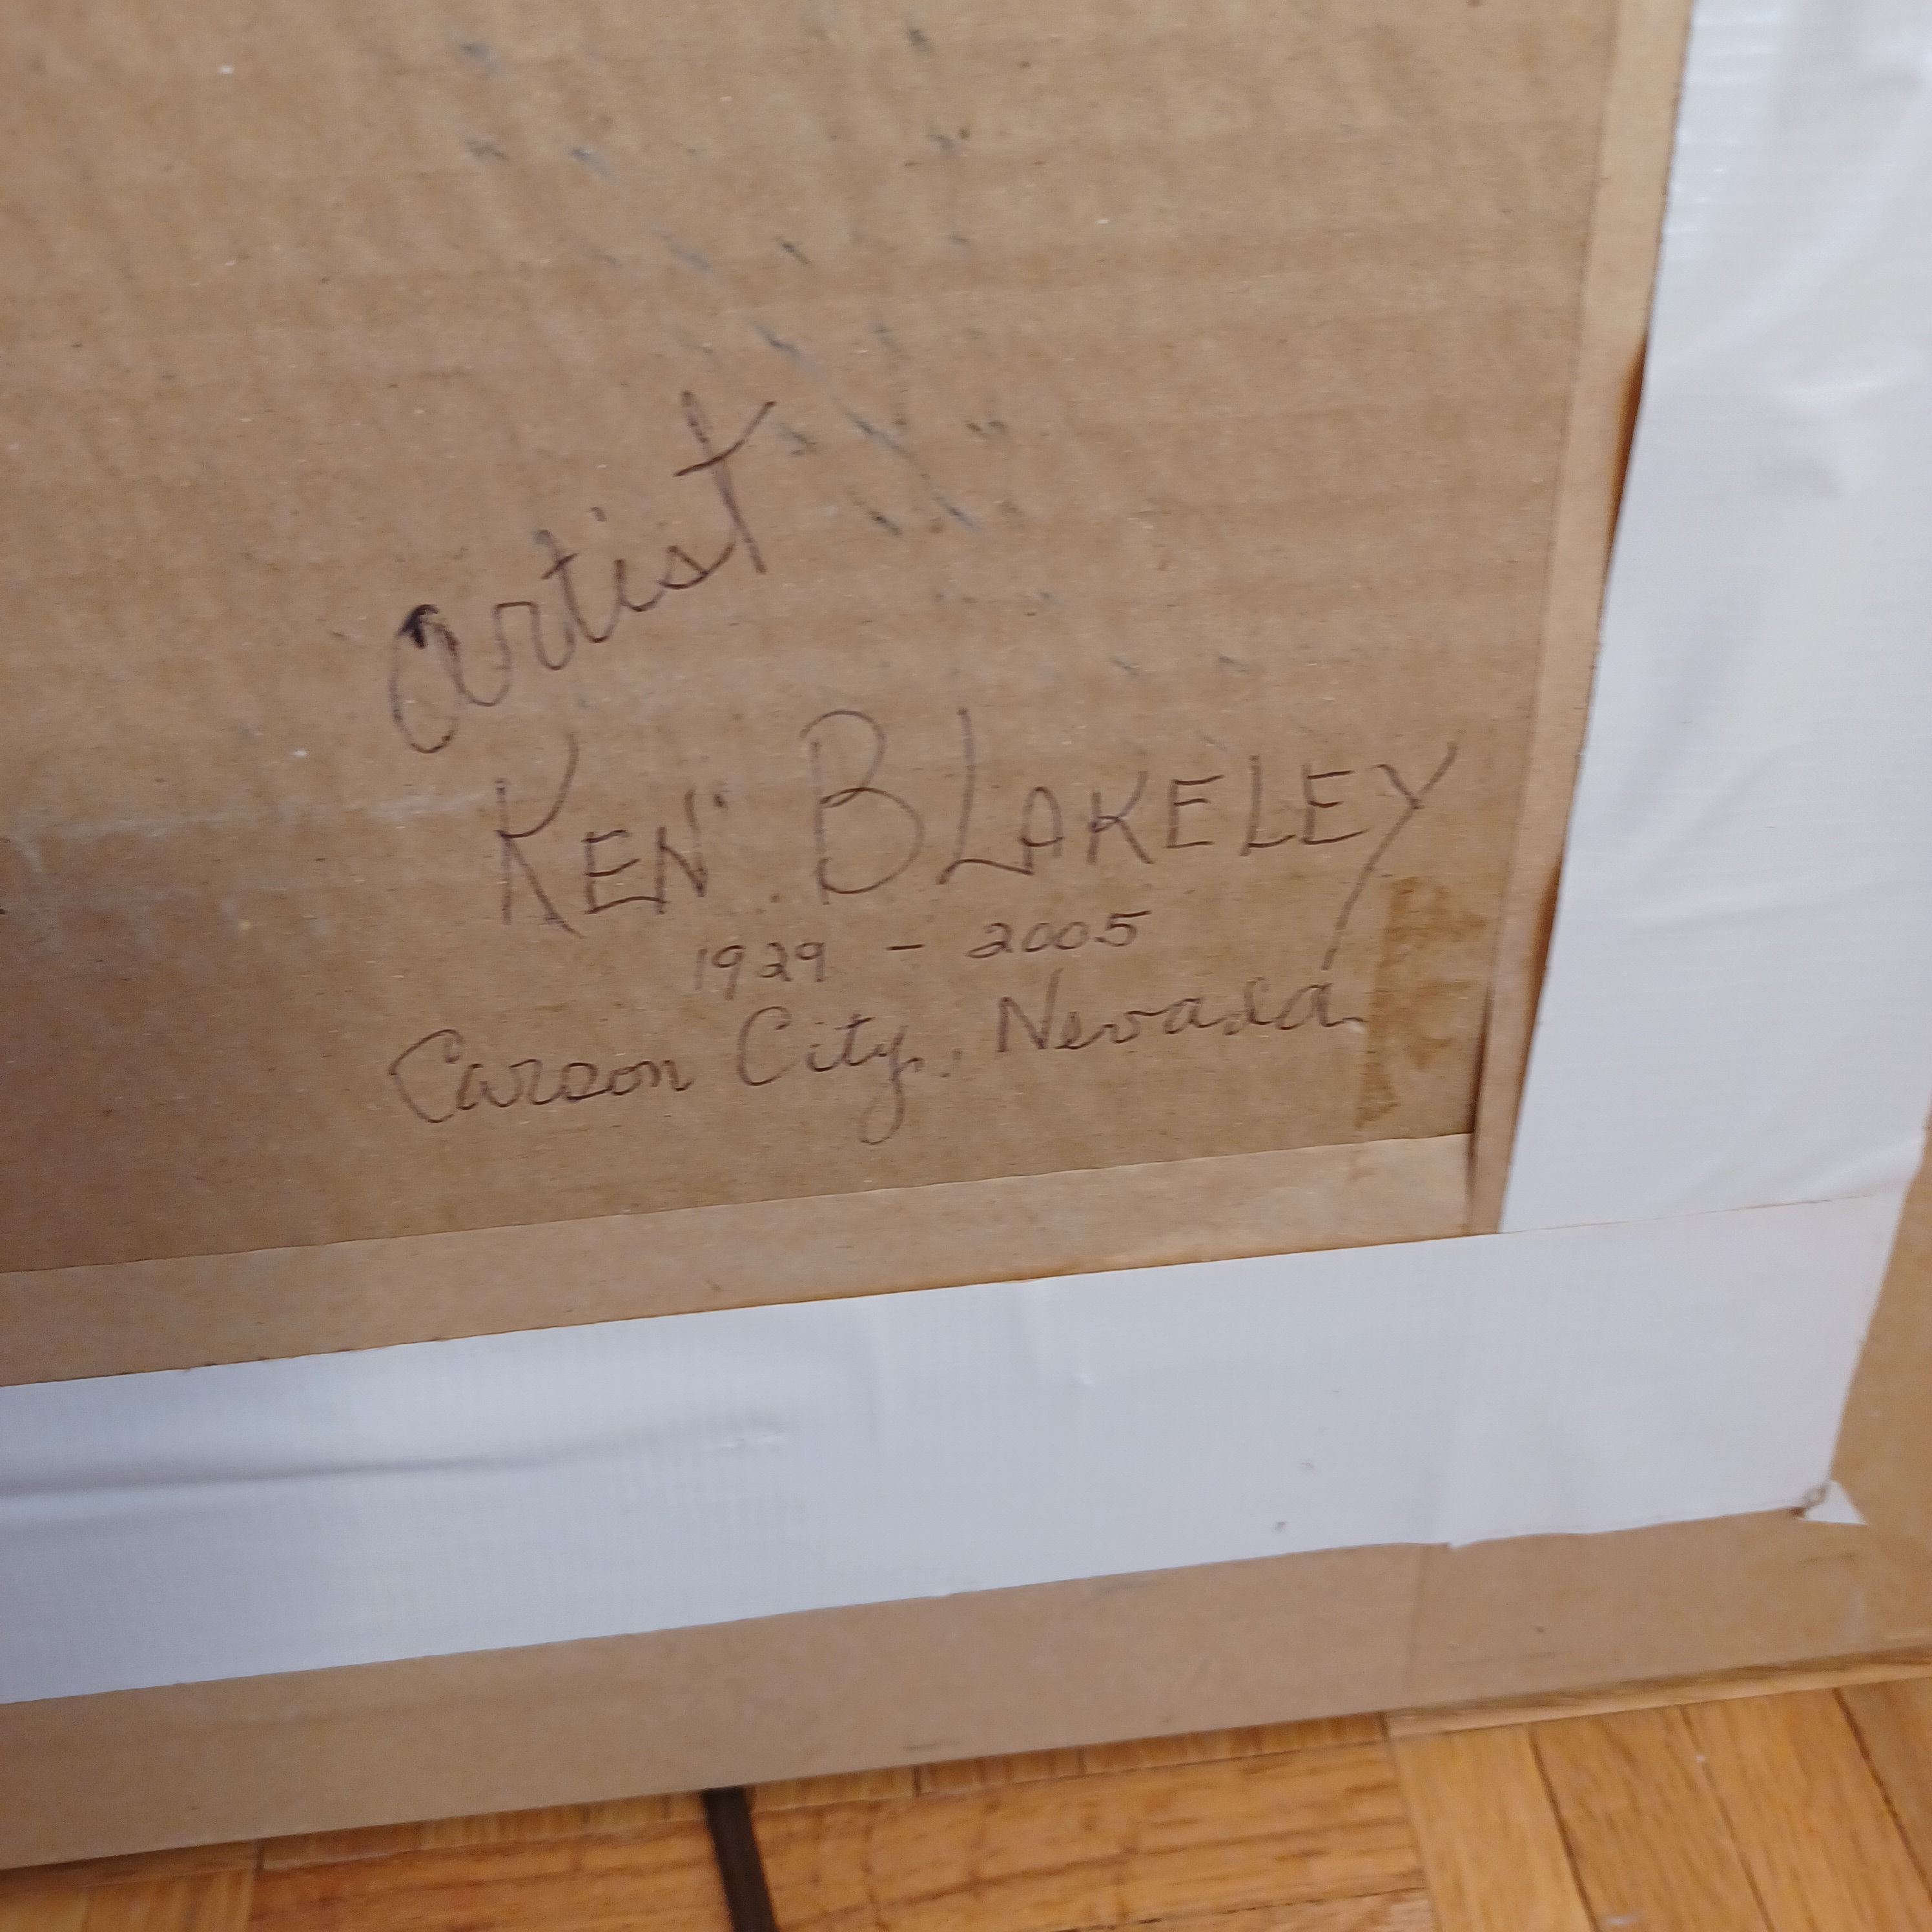 artist
KEN BLAKELEY
1929 - 2005
Carson City, Nevada